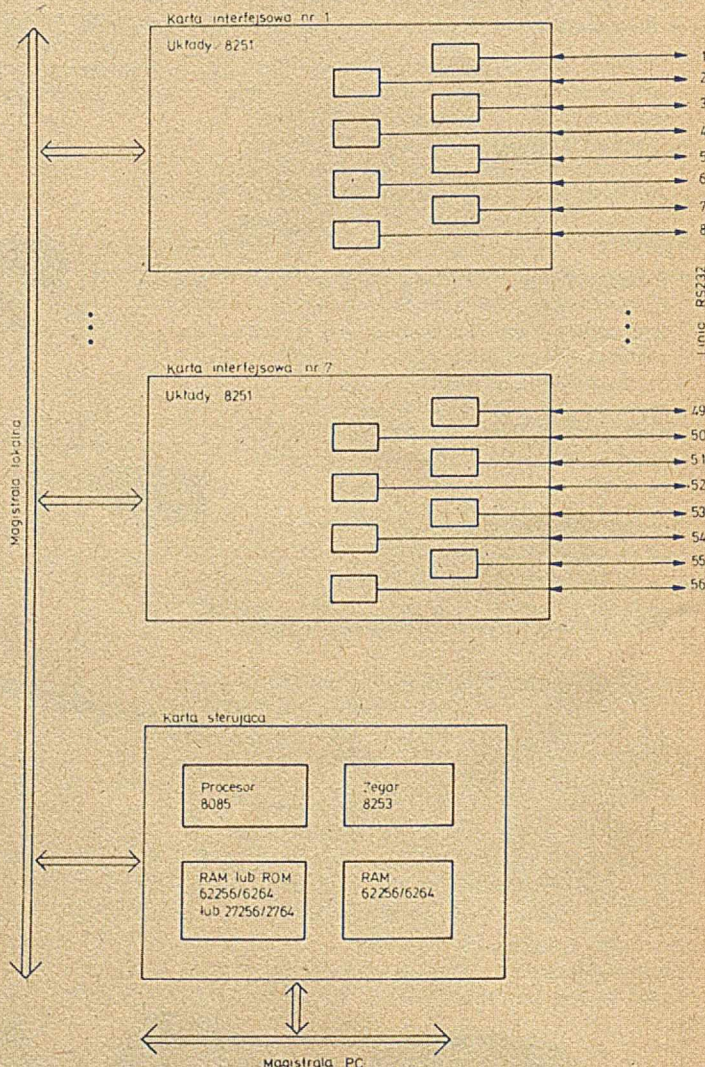 Karta interfejsowa nr 1
Układy 8251
1
2
3
4
5
6
7
8
Linie RS232
Karta interfejsowa nr 7
Układy 8251
49
50
51
52
53
54
55
56
Magistrala lokalna
Karta sterująca
Procesor
8085
Zegar
8253
RAM lub ROM
62256/6264
lub 27256/2764
RAM
62256/6264
Magistrala PC